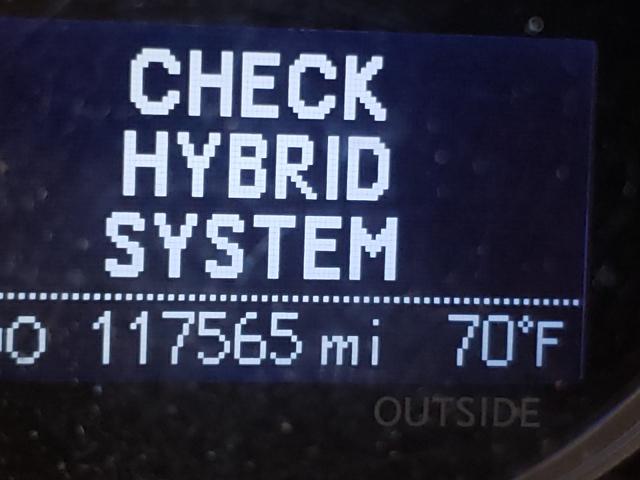 CHECK
HYBRID
SYSTEM
117565 mi 70°F
OUTSIDE